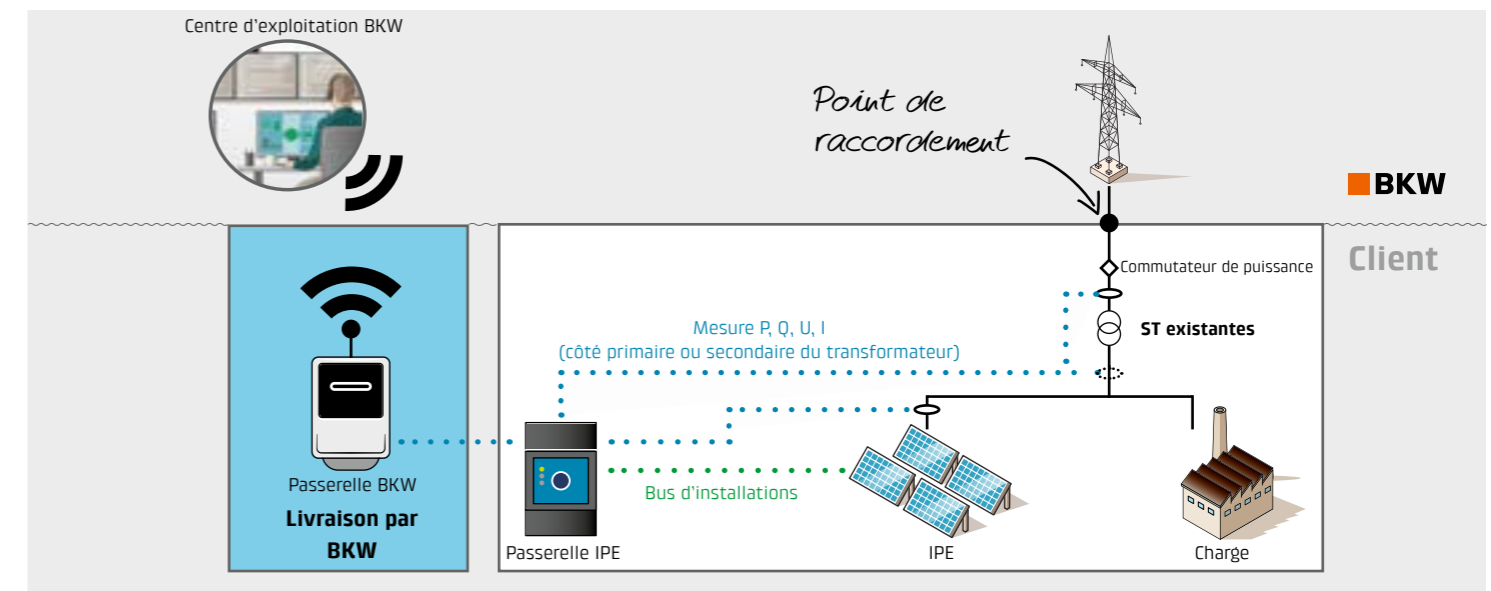 Centre d'exploitation BKW
Point de
raccordement
BKW
Client
Commutateur de puissance
ST existantes
Mesure P, Q, U, I
(côté primaire ou secondaire du transformateur)
Passerelle BKW
Livraison par
BKW
Bus d'installations
Passerelle IPE
IPE
Charge